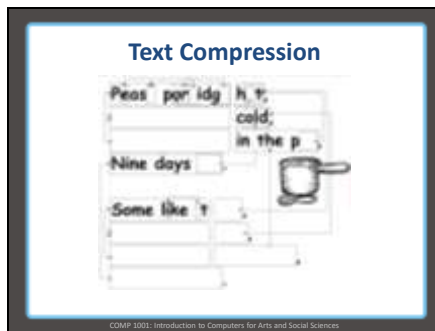 Text Compression
Peas por idg h t;
cold;
in the p ,
Nine days .
Some like t ,
COMP 1001: Introduction to Computers for Arts and Social Sciences